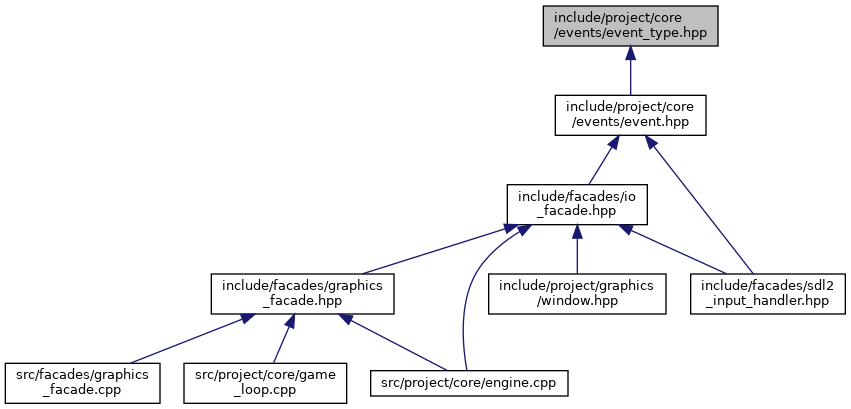 include/project/core
/events/event_type.hpp
include/project/core
/events/event.hpp
include/facades/io
_facade.hpp
include/facades/graphics
_facade.hpp
include/project/graphics
/window.hpp
include/facades/sdl2
_input_handler.hpp
src/facades/graphics
_facade.cpp
src/project/core/game
_loop.cpp
src/project/core/engine.cpp